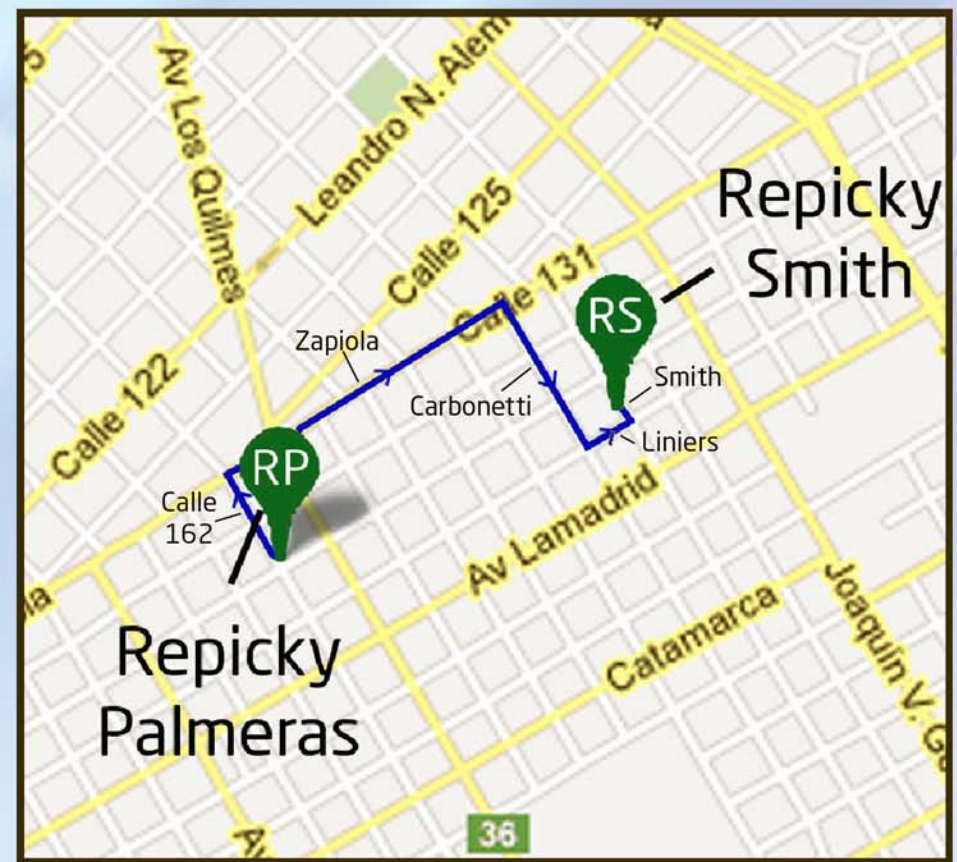 Av Los Quilmes
Leandro N. Alem
Calle 125
Repicky
Smith
Calle 131
RS
Zapiola
Smith
Carbonetti
Liniers
Calle 122
RP
Calle
162
Av Lamadrid
Catamarca
Joaquín V. G
Repicky
Palmeras
36
Av